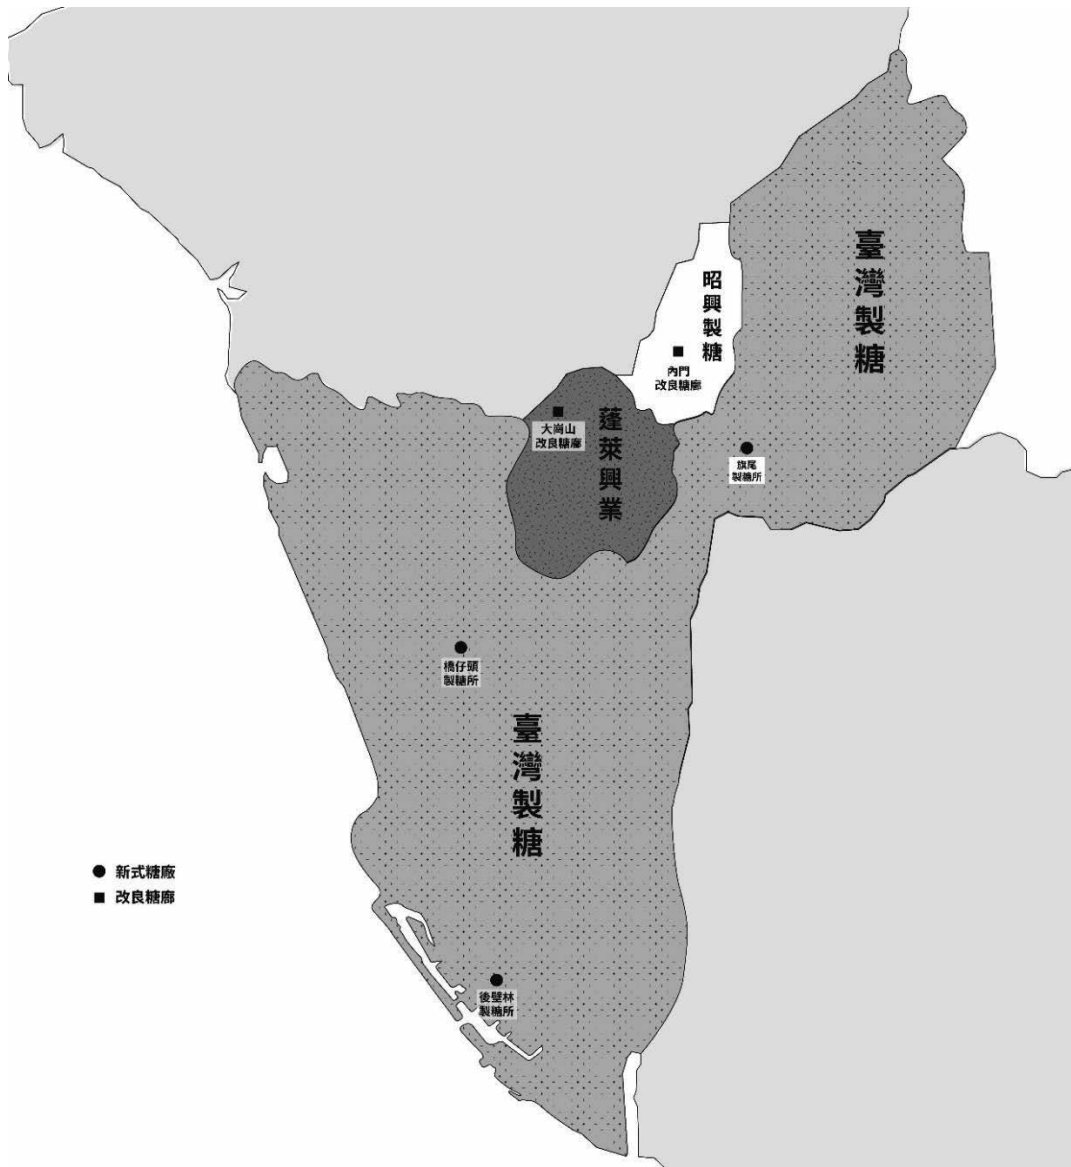 臺灣製糖
昭興製糖
內門
改良糖廍
蓬萊興業
大崗山
改良糖廍
旗尾
製糖所
橋仔頭
製糖所
臺灣製糖
新式糖廠
改良糖廍
後壁林
製糖所